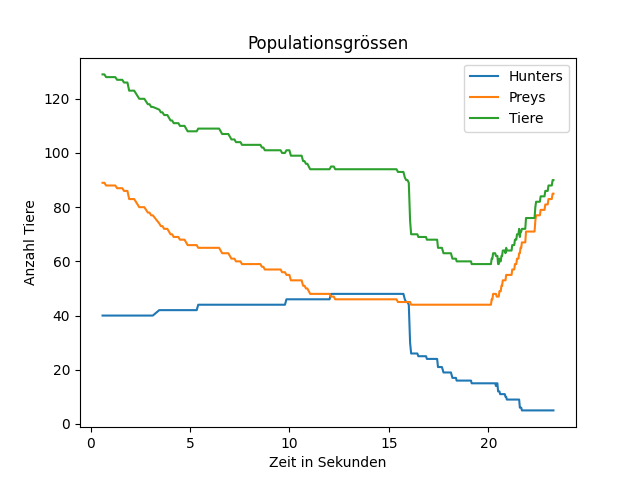 Populationsgrössen
Hunters
Preys
Tiere
Anzahl Tiere
120
100
80
60
40
20
0
0 5 10 15 20
Zeit in Sekunden